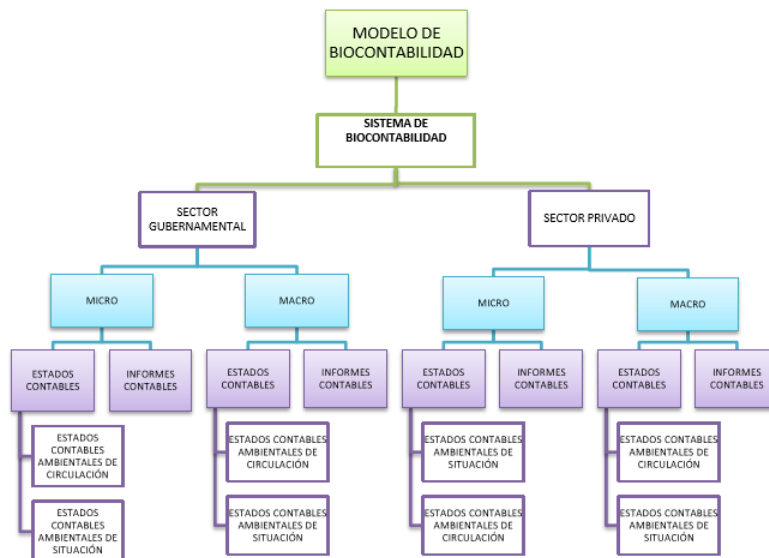 MODELO DE
BIOCONTABILIDAD
SISTEMA DE
BIOCONTABILIDAD
SECTOR
GUBERNAMENTAL
SECTOR PRIVADO
MICRO
MACRO
MICRO
MACRO
ESTADOS
CONTABLES
INFORMES
CONTABLES
ESTADOS
CONTABLES
INFORMES
CONTABLES
ESTADOS
CONTABLES
INFORMES
CONTABLES
ESTADOS
CONTABLES
INFORMES
CONTABLES
ESTADOS
CONTABLES
AMBIENTALES DE
CIRCULACIÓN
ESTADOS CONTABLES
AMBIENTALES DE
CIRCULACIÓN
ESTADOS CONTABLES
AMBIENTALES DE
SITUACIÓN
ESTADOS CONTABLES
AMBIENTALES DE
CIRCULACIÓN
ESTADOS
CONTABLES
AMBIENTALES DE
SITUACIÓN
ESTADOS CONTABLES
AMBIENTALES DE
SITUACIÓN
ESTADOS CONTABLES
AMBIENTALES DE
CIRCULACIÓN
ESTADOS CONTABLES
AMBIENTALES DE
SITUACIÓN